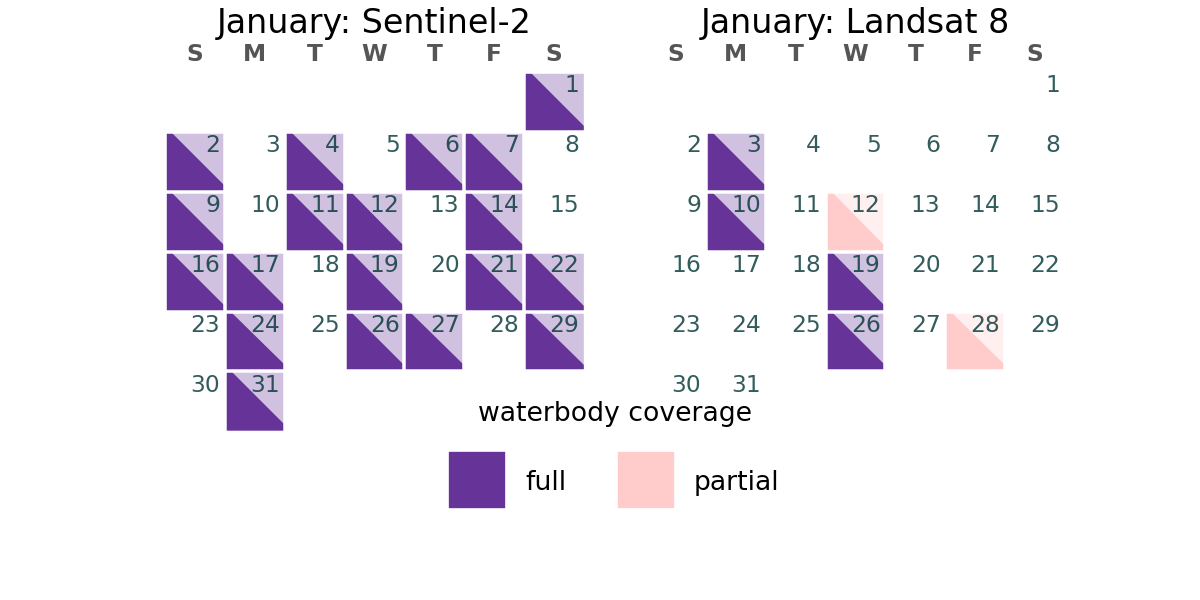 January: Sentinel-2
S M T W T F S
1
2 3 4 5 6 7 8
9 10 11 12 13 14 15
16 17 18 19 20 21 22
23 24 25 26 27 28 29
30 31
January: Landsat 8
S M T W T F S
1
2 3 4 5 6 7 8
9 10 11 12 13 14 15
16 17 18 19 20 21 22
23 24 25 26 27 28 29
30 31
waterbody coverage
full partial